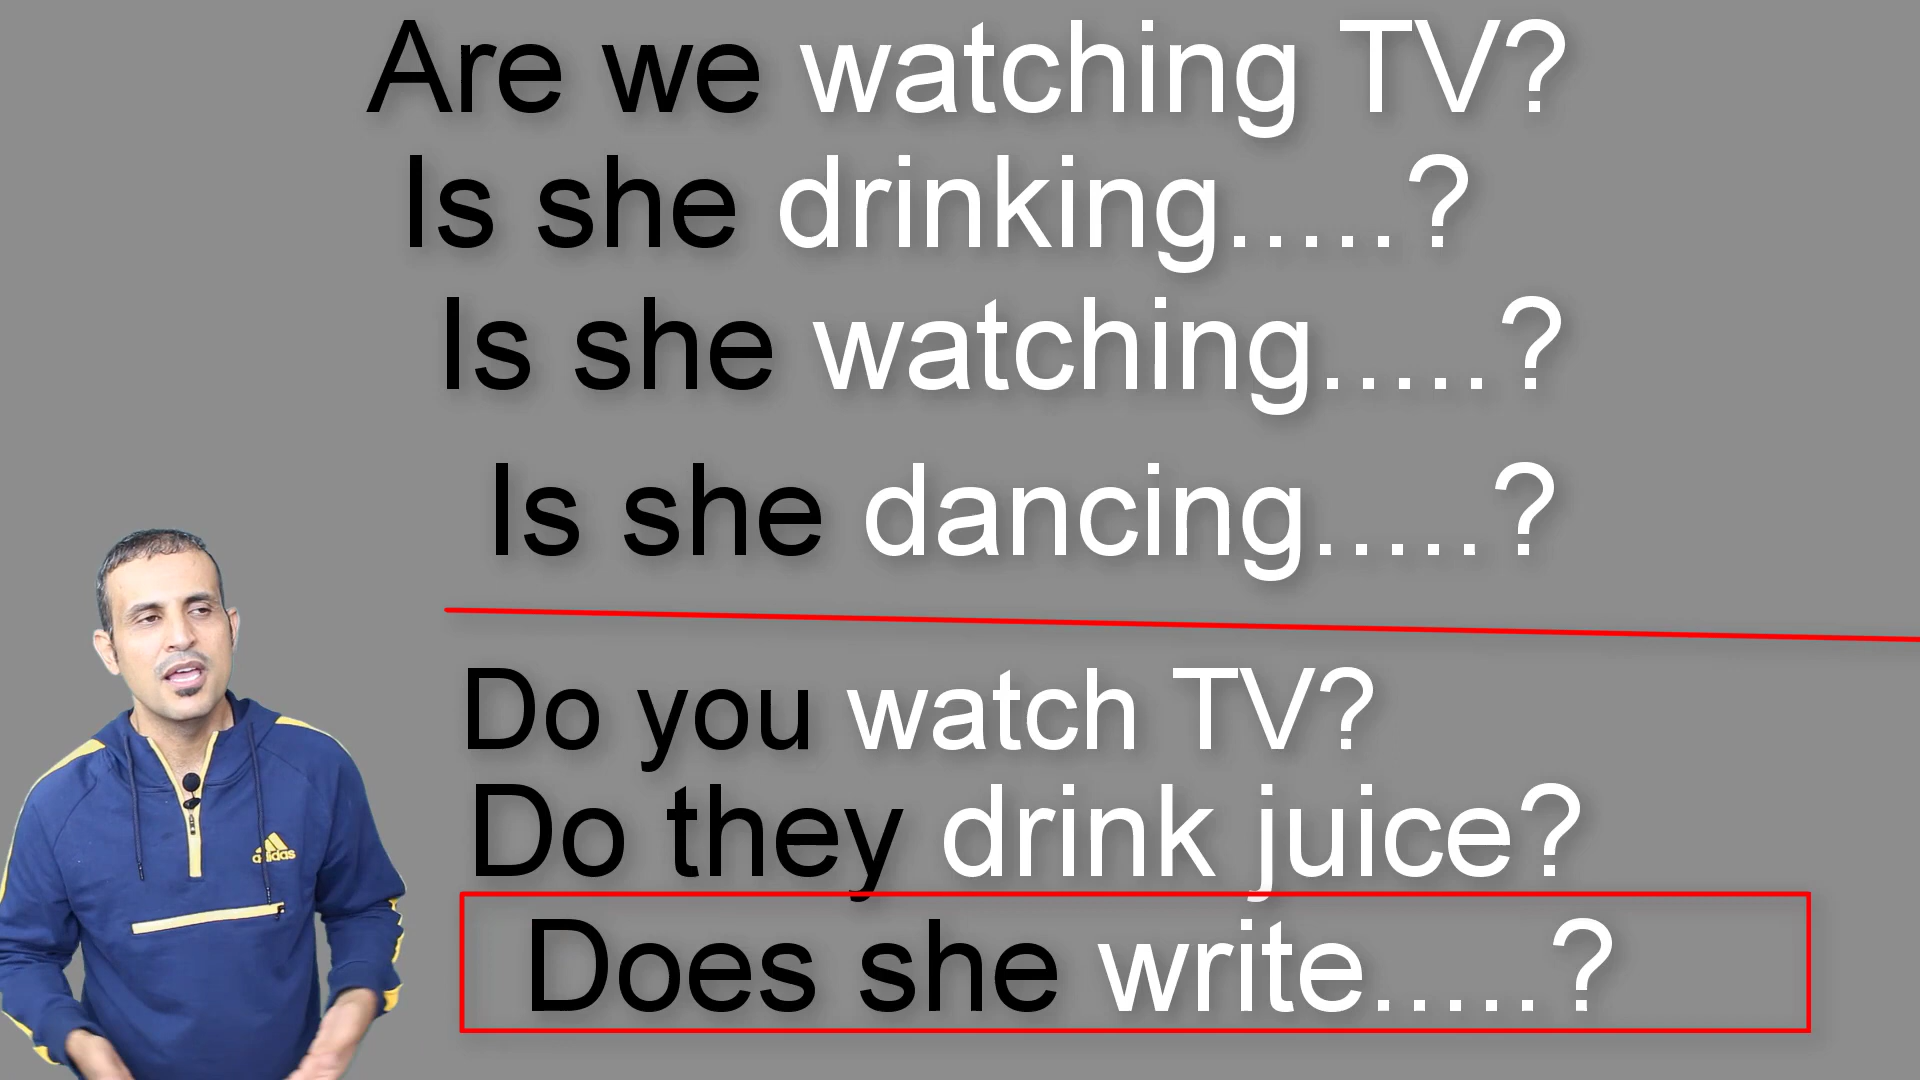 Are we watching TV?
Is she drinking.....?
Is she watching.....?
Is she dancing.....?
Do you watch TV?
Do they drink juice?
Does she write.....?
adidas